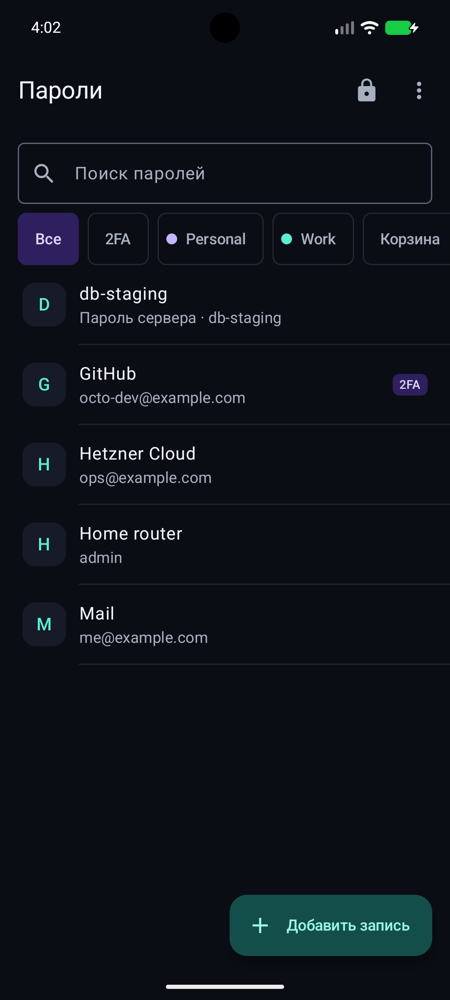 4:02
Пароли
Поиск паролей
Все
2FA
Personal
Work
Корзина
D
db-staging
Пароль сервера · db-staging
G
GitHub
octo-dev@example.com
2FA
H
Hetzner Cloud
ops@example.com
H
Home router
admin
M
Mail
me@example.com
Добавить запись